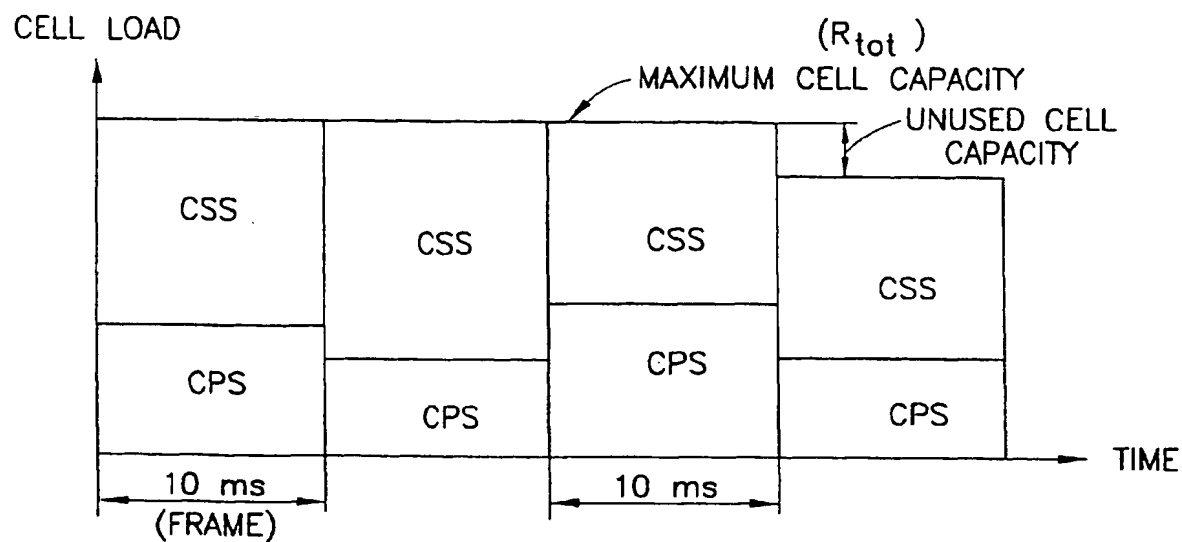 CELL LOAD
(Rtot )
MAXIMUM CELL CAPACITY
UNUSED CELL
CAPACITY
CSS
CSS
CSS
CSS
CPS
CPS
CPS
CPS
TIME
10 ms
(FRAME)
10 ms